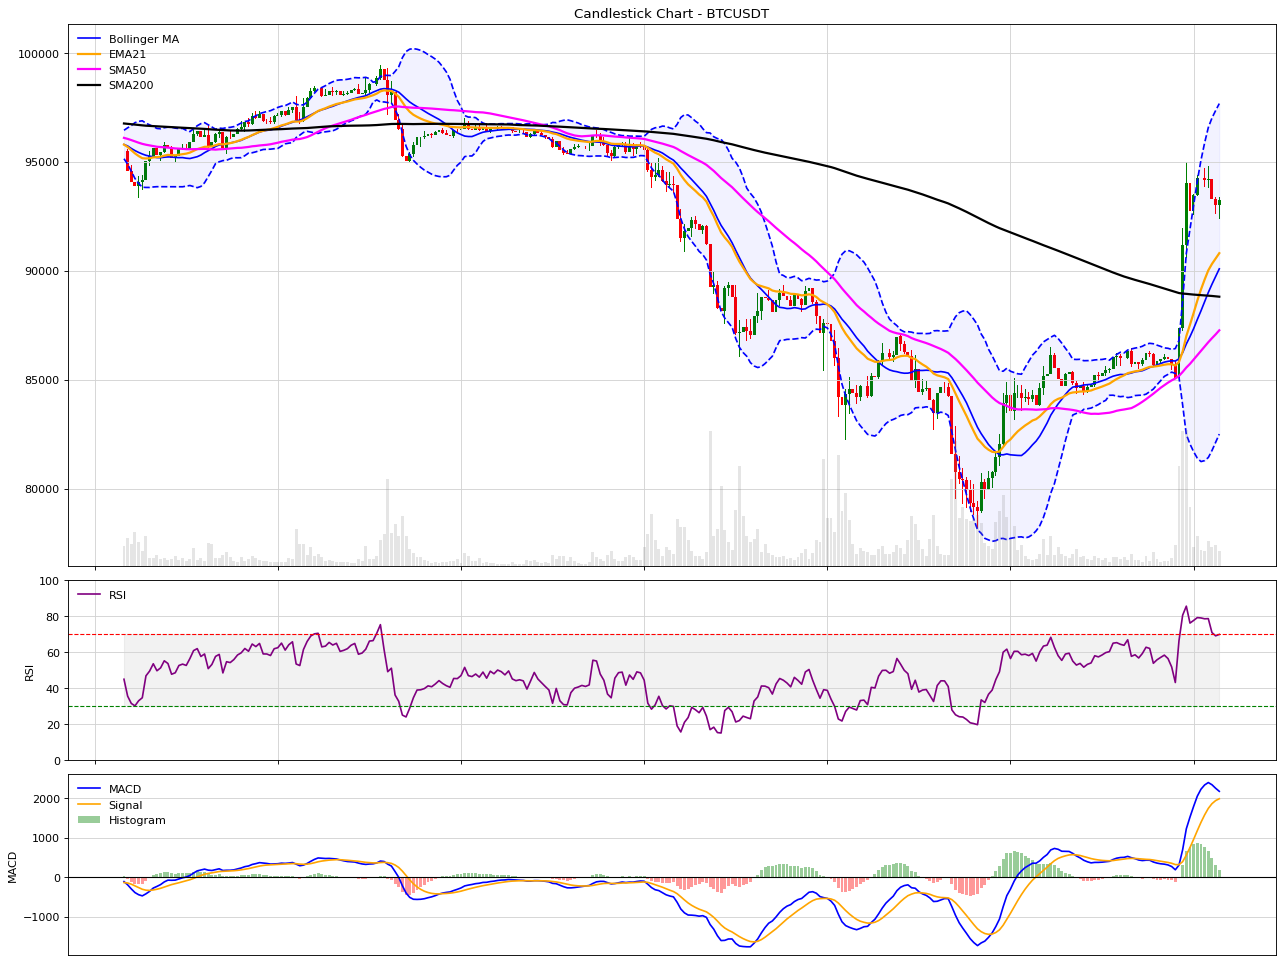 Candlestick Chart - BTCUSDT
Bollinger MA
EMA21
SMA50
SMA200
100000
95000
90000
85000
80000
RSI
RSI
100
80
60
40
20
0
MACD
Signal
Histogram
MACD
2000
1000
0
−1000